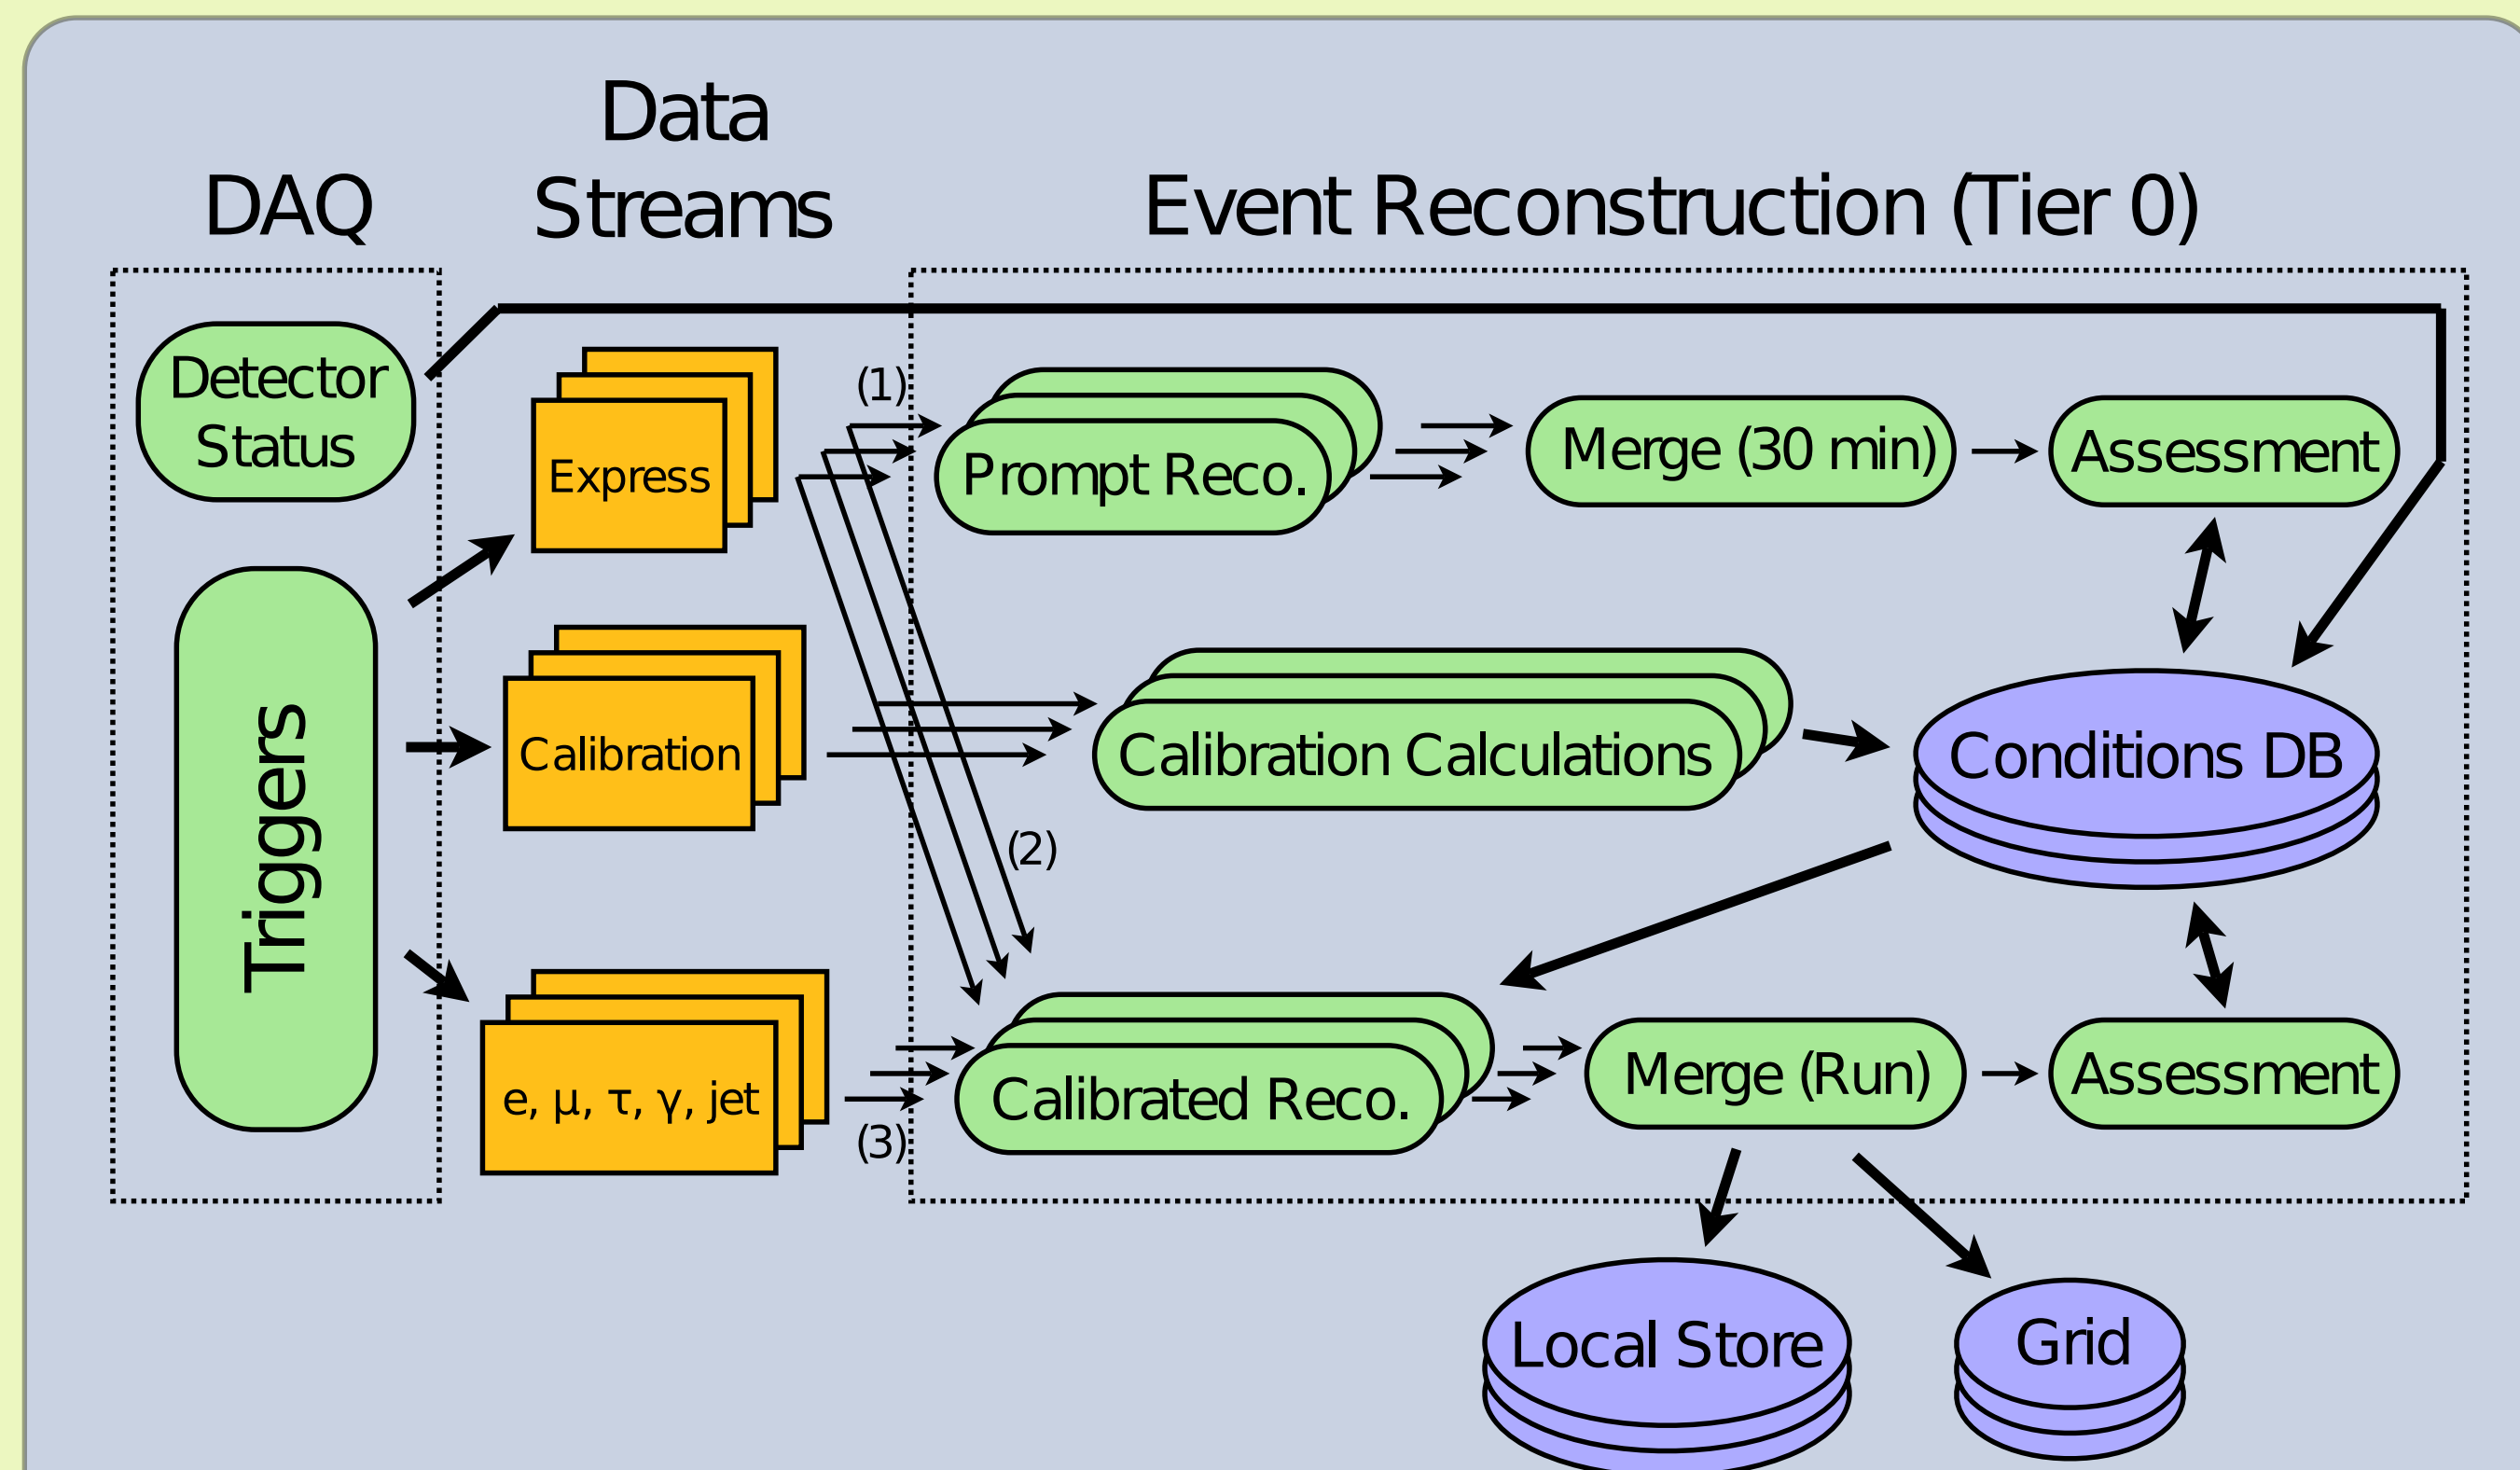 Data
Streams
DAQ
Event Reconstruction (Tier 0)
Detector
Status
Express
(1)
Prompt Reco.
Merge (30 min)
Assessment
Triggers
Calibration
Calibration Calculations
Conditions DB
(2)
e, μ, τ, γ, jet
(3)
Calibrated Reco.
Merge (Run)
Assessment
Local Store
Grid